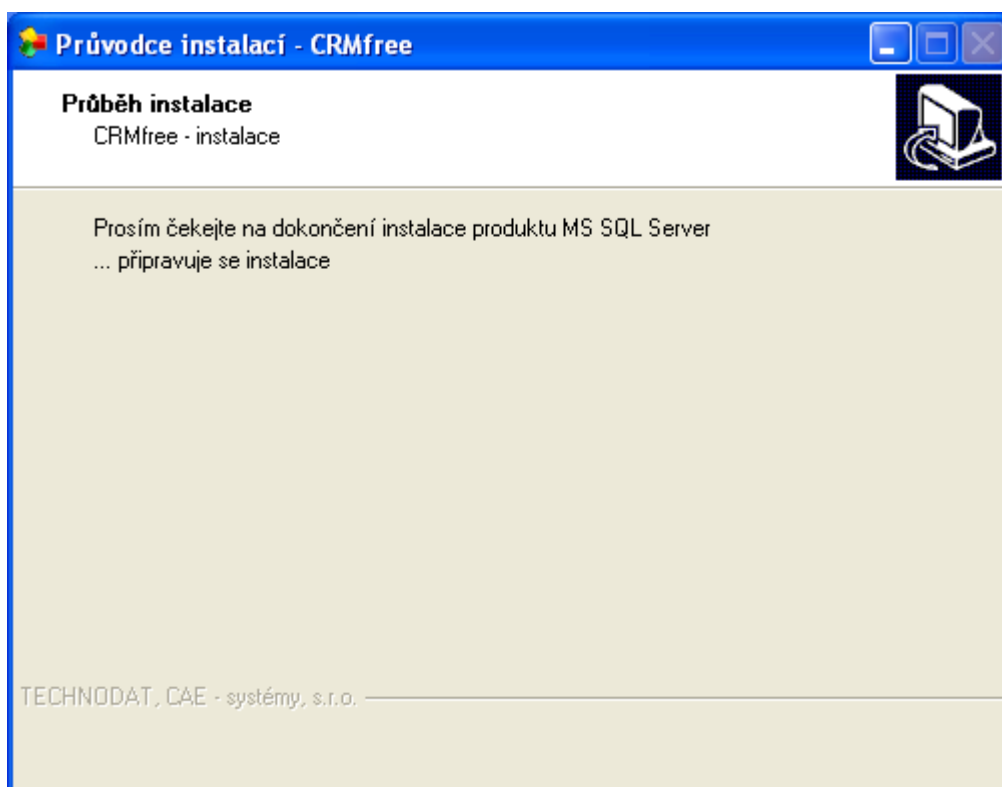 Průvodce instalací - CRMfree
Průběh instalace
CRMfree - instalace
Prosím čekejte na dokončení instalace produktu MS SQL Server
... připravuje se instalace
TECHNODAT, CAE - systémy, s.r.o.